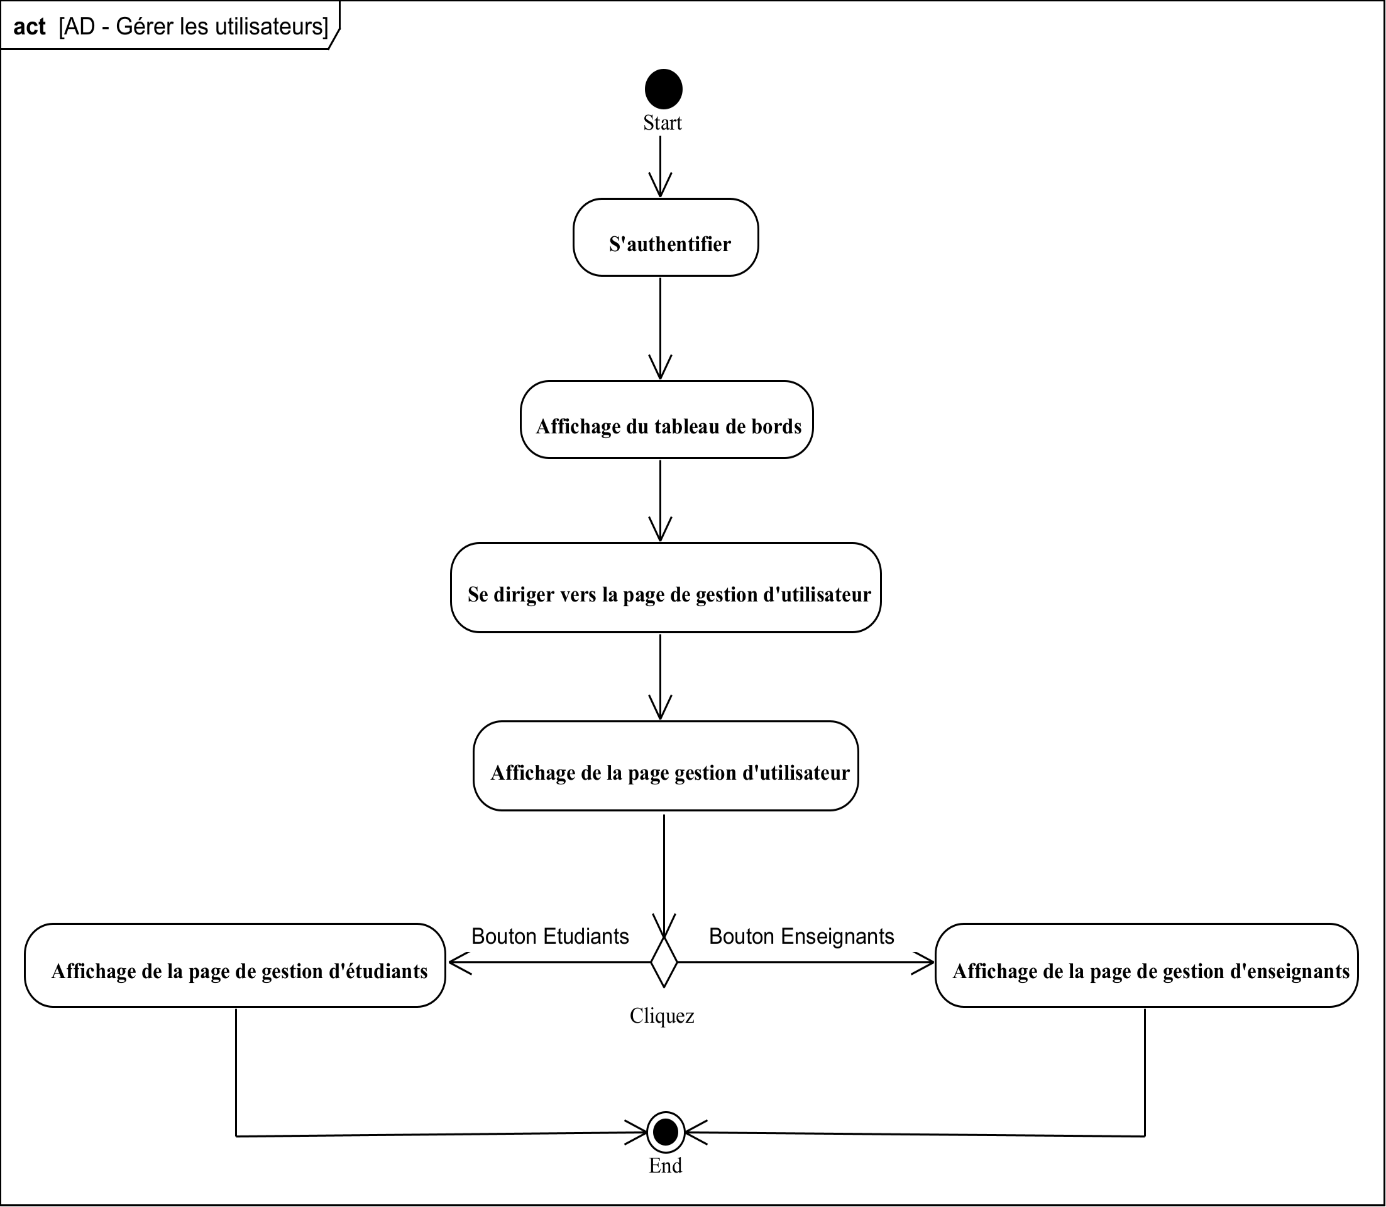 act [AD - Gérer les utilisateurs]
Start
S'authentifier
Affichage du tableau de bords
Se diriger vers la page de gestion d'utilisateur
Affichage de la page gestion d'utilisateur
Bouton Etudiants
Bouton Enseignants
Affichage de la page de gestion d'étudiants
Affichage de la page de gestion d'enseignants
Cliquez
End